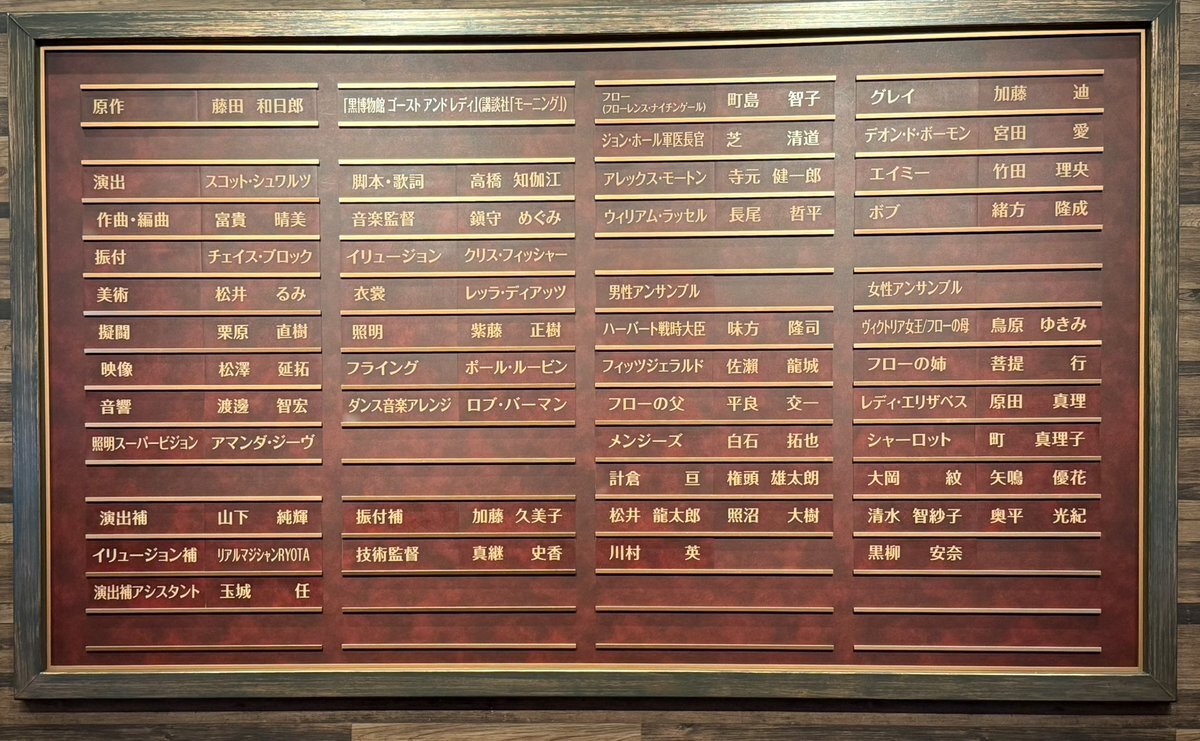 原作 藤田 和日郎
「黒博物館 ゴースト アンド レディ」(講談社「モーニング」)
演出 スコット・シュワルツ
脚本・歌詞 高橋 知伽江
作曲・編曲 富貴 晴美
音楽監督 鎭守 めぐみ
振付 チェイス・ブロック
イリュージョン クリス・フィッシャー
美術 松井 るみ
衣裳 レッラ・ディアッツ
擬闘 栗原 直樹
照明 紫藤 正樹
映像 松澤 延拓
フライング ポール・ルービン
音響 渡邉 智宏
ダンス音楽アレンジ ロブ・バーマン
照明スーパービジョン アマンダ・ジーヴ
演出補 山下 純輝
振付補 加藤 久美子
イリュージョン補 リアルマジシャンRYOTA
技術監督 真継 史香
演出補アシスタント 玉城 任
フロー
(フローレンス・ナイチンゲール) 町島 智子
グレイ 加藤 迪
ジョン・ホール軍医長官 芝 清道
デオン・ド・ボーモン 宮田 愛
アレックス・モートン 寺元 健一郎
エイミー 竹田 理央
ウィリアム・ラッセル 長尾 哲平
ボブ 緒方 隆成
男性アンサンブル
ハーバート戦時大臣 味方 隆司
フィッツジェラルド 佐瀬 龍城
フローの父 平良 交一
メンジーズ 白石 拓也
計倉 亘 権頭 雄太朗
松井 龍太郎 照沼 大樹
川村 英
女性アンサンブル
ヴィクトリア女王/フローの母 鳥原 ゆきみ
フローの姉 菩提 行
レディ・エリザベス 原田 真理
シャーロット 町 真理子
大岡 紋 矢鳴 優花
清水 智紗子 奥平 光紀
黒柳 安奈